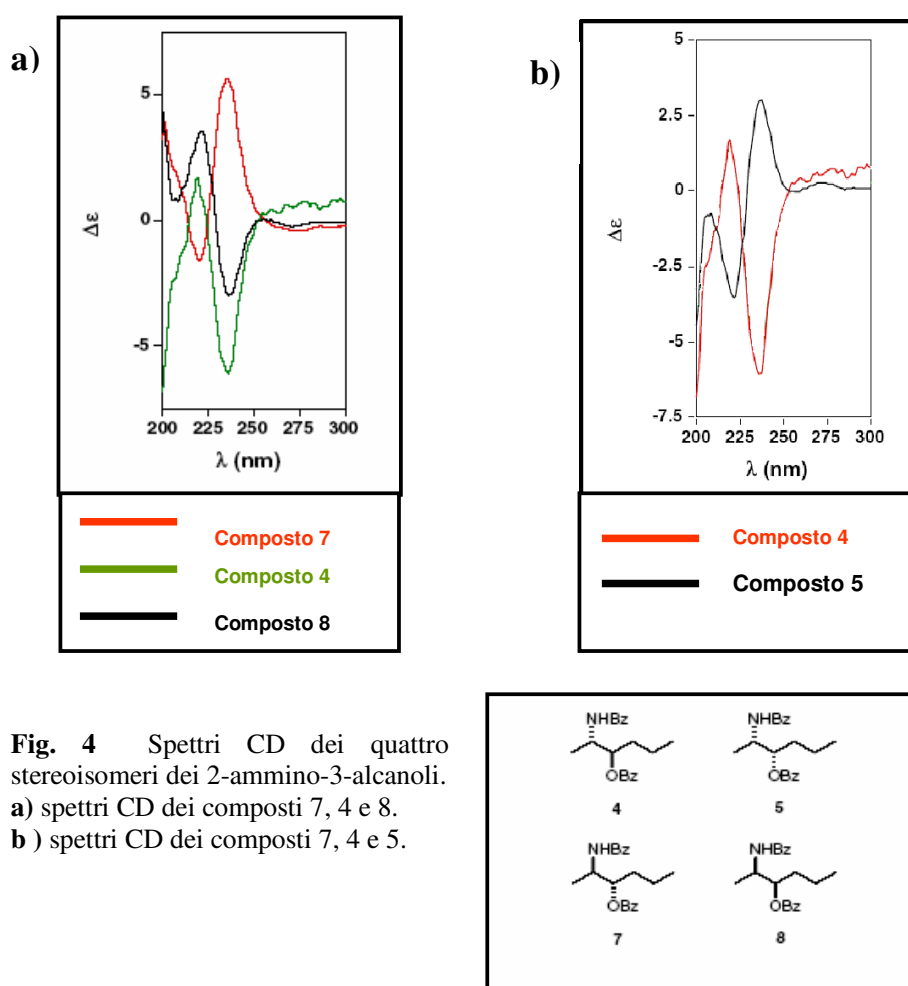 a)
5
0
-5
Δε
200 225 250 275 300
λ (nm)
Composto 7
Composto 4
Composto 8
b)
5
2.5
0
-2.5
-5
-7.5
Δε
200 225 250 275 300
λ (nm)
Composto 4
Composto 5
Fig. 4 Spettri CD dei quattro
stereoisomeri dei 2-ammino-3-alcanoli.
a) spettri CD dei composti 7, 4 e 8.
b ) spettri CD dei composti 7, 4 e 5.
NHBz NHBz
OBz OBz
4 5
NHBz NHBz
OBz OBz
7 8